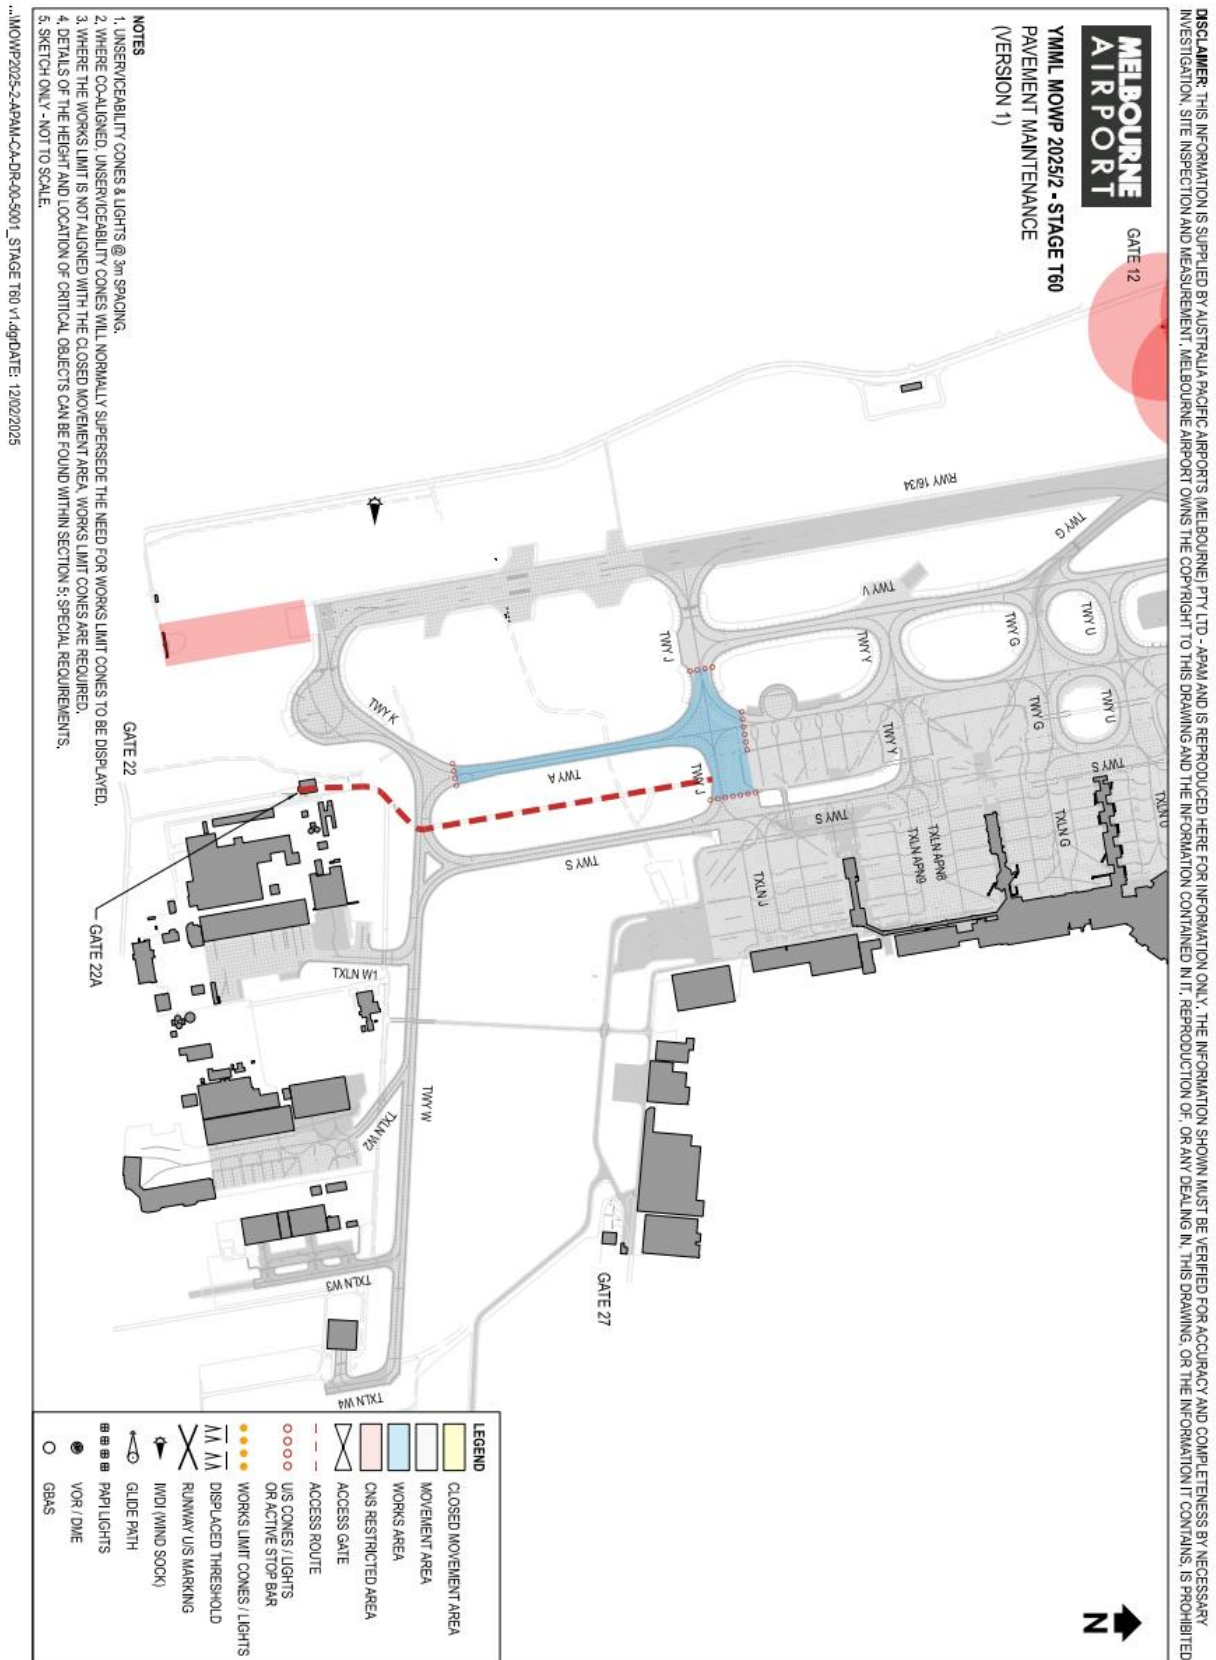 DISCLAIMER: THIS INFORMATION IS SUPPLIED BY AUSTRALIA PACIFIC AIRPORTS (MELBOURNE) PTY LTD - APAM AND IS REPRODUCED HERE FOR INFORMATION ONLY. THE INFORMATION SHOWN MUST BE VERIFIED FOR ACCURACY AND COMPLETENESS BY NECESSARY
INVESTIGATION, SITE INSPECTION AND MEASUREMENT. MELBOURNE AIRPORT OWNS THE COPYRIGHT TO THIS DRAWING AND THE INFORMATION CONTAINED IN IT. REPRODUCTION OF, OR ANY DEALING IN, THIS DRAWING, OR THE INFORMATION IT CONTAINS, IS PROHIBITED
MELBOURNE
AIRPORT
YMML MOWP 2025/2 - STAGE T60
PAVEMENT MAINTENANCE
(VERSION 1)
GATE 12
RWY 16/34
TWY G
TWY V
TWY U
TWY G
TWY Y
TWY J
TWY U
TWY G
TWY Y
TWY S
TXLN U
TWY K
TWY A
TWY J
TWY S
TXLN G
TXLN APN8
TXLN APN9
TWY S
TXLN J
GATE 22
GATE 22A
TXLN W1
TWY W
TXLN W2
TXLN W3
TXLN W4
GATE 27
N
NOTES
1. UNSERVICEABILITY CONES & LIGHTS @ 3m SPACING.
2. WHERE CO-ALIGNED, UNSERVICEABILITY CONES WILL NORMALLY SUPERSEDE THE NEED FOR WORKS LIMIT CONES TO BE DISPLAYED.
3. WHERE THE WORKS LIMIT IS NOT ALIGNED WITH THE CLOSED MOVEMENT AREA, WORKS LIMIT CONES ARE REQUIRED.
4. DETAILS OF THE HEIGHT AND LOCATION OF CRITICAL OBJECTS CAN BE FOUND WITHIN SECTION 5; SPECIAL REQUIREMENTS.
5. SKETCH ONLY - NOT TO SCALE.
LEGEND
CLOSED MOVEMENT AREA
MOVEMENT AREA
WORKS AREA
CNS RESTRICTED AREA
ACCESS GATE
ACCESS ROUTE
U/S CONES / LIGHTS
OR ACTIVE STOP BAR
WORKS LIMIT CONES / LIGHTS
DISPLACED THRESHOLD
RUNWAY U/S MARKING
IWDI (WIND SOCK)
GLIDE PATH
PAPI LIGHTS
VOR / DME
GBAS
...\MOWP2025-2-APAM-CA-DR-00-5001_STAGE T60 v1.dgnDATE: 12/02/2025